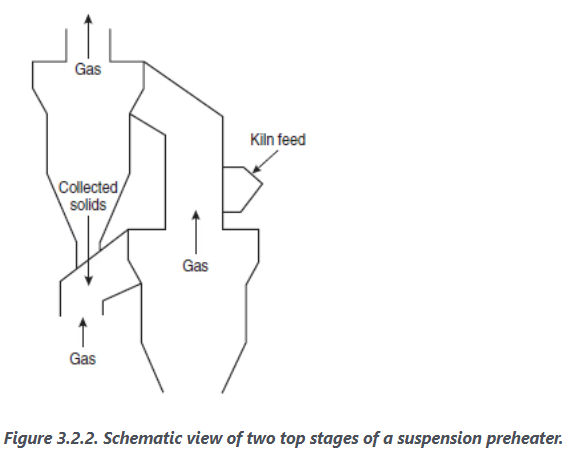 Gas
Kiln feed
Collected
solids
Gas
Gas
Figure 3.2.2. Schematic view of two top stages of a suspension preheater.